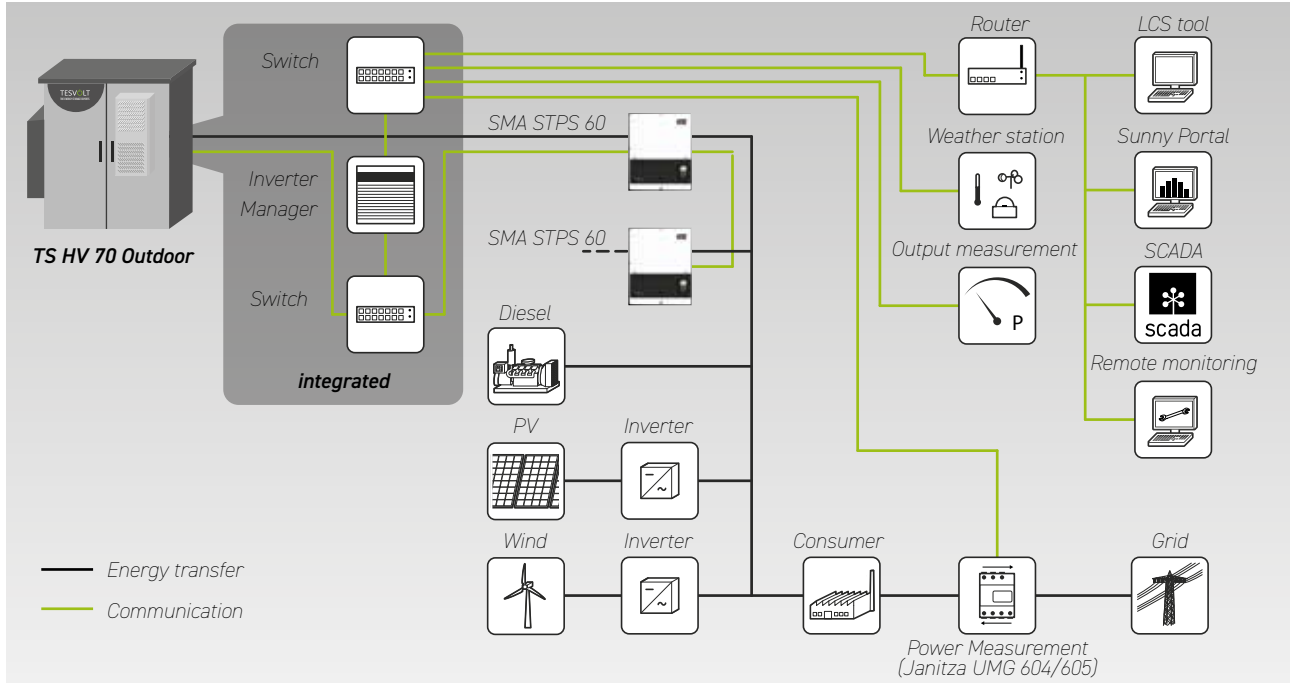 Router
LCS tool
Switch
TESVOLT
SMA STPS 60
Weather station
Sunny Portal
Inverter
Manager
TS HV 70 Outdoor
SMA STPS 60
Output measurement
SCADA
Switch
P
scada
Diesel
Remote monitoring
integrated
PV
Inverter
Wind
Inverter
Consumer
Grid
Energy transfer
Communication
Power Measurement
(Janitza UMG 604/605)